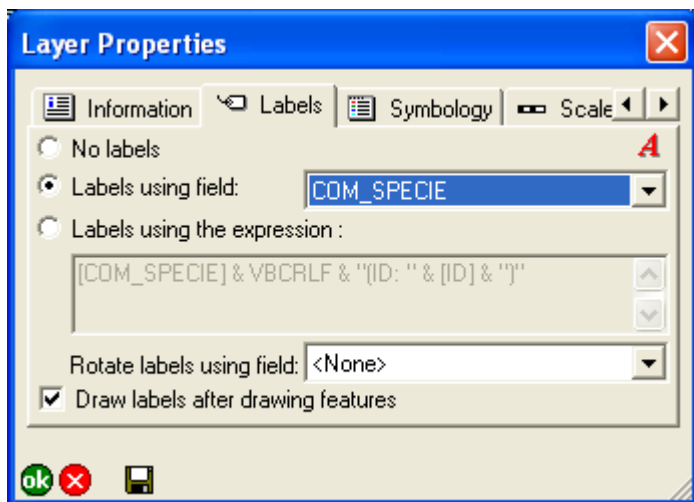 Layer Properties
Information Labels Symbology Scale
No labels A
Labels using field: COM_SPECIE
Labels using the expression :
[COM_SPECIE] & VBCRLF & "(ID: " & [ID] & ")"
Rotate labels using field: <None>
Draw labels after drawing features
ok